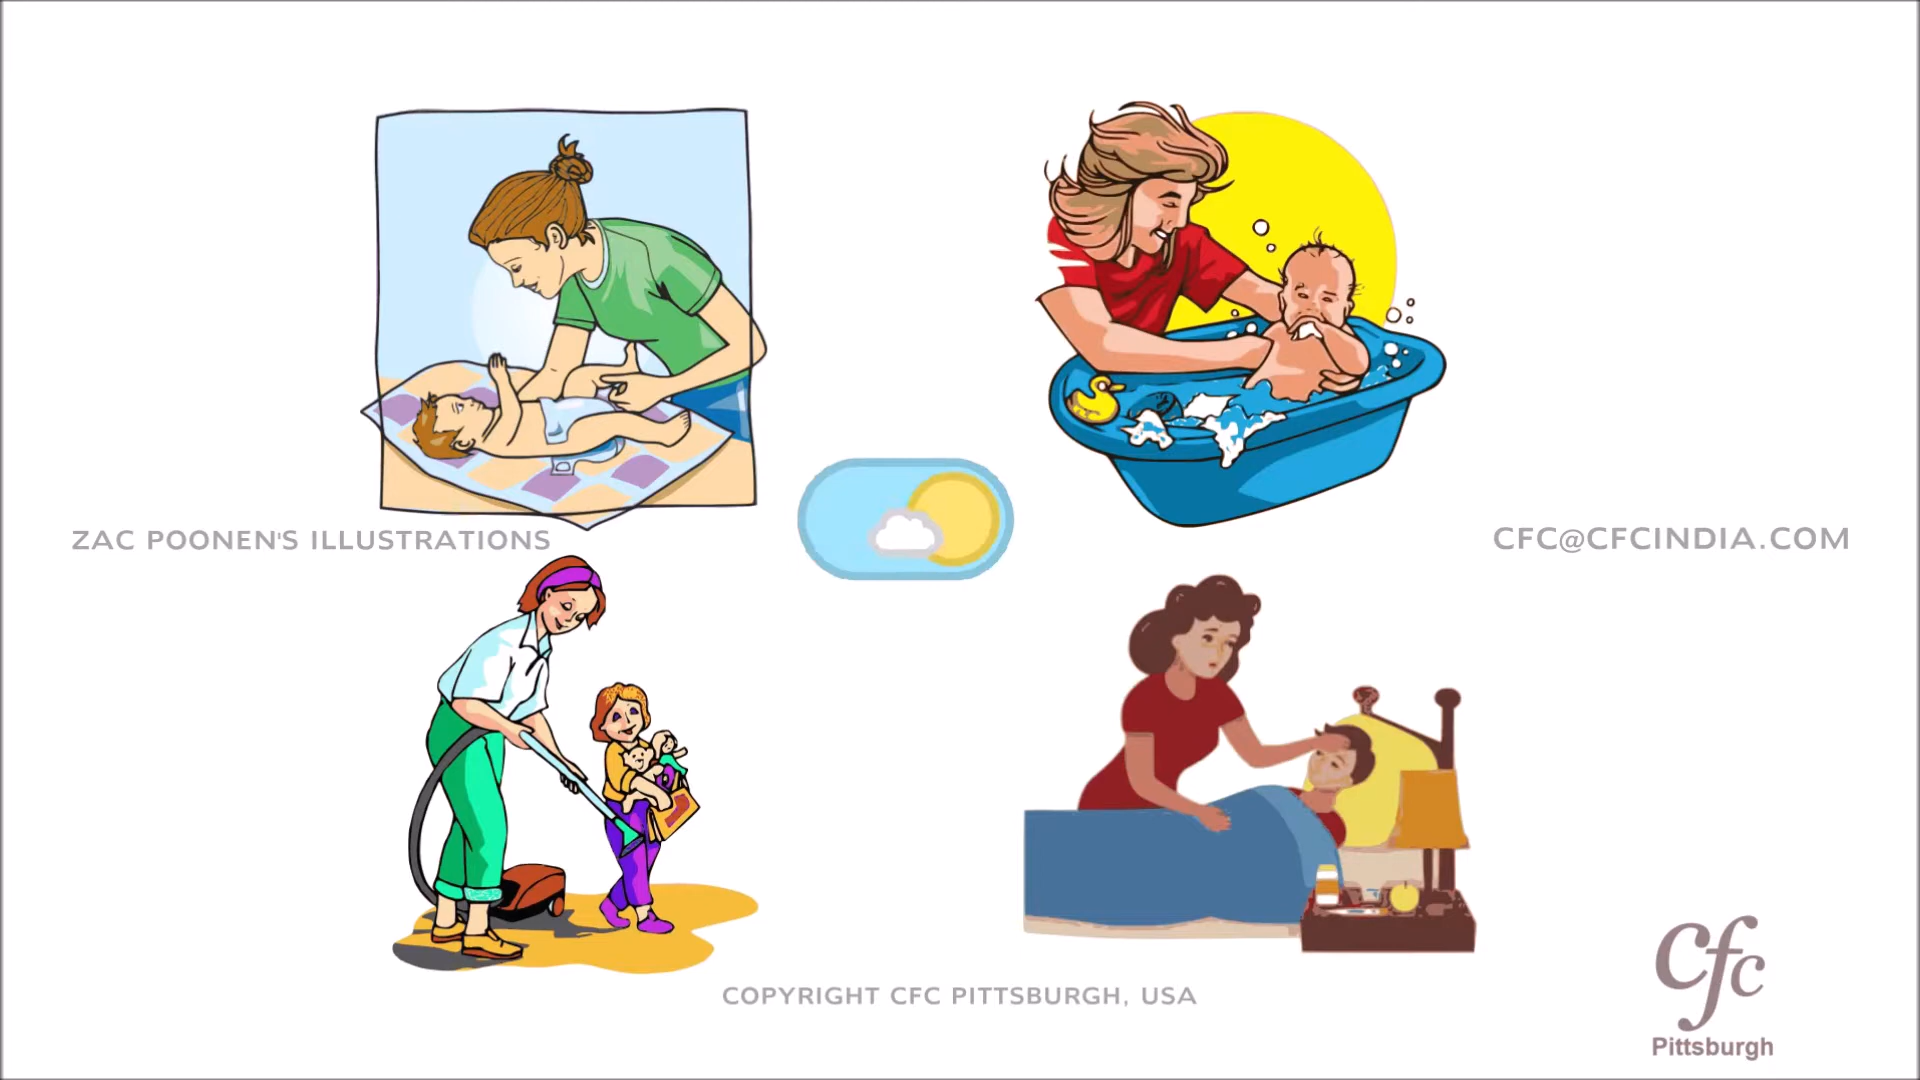 ZAC POONEN'S ILLUSTRATIONS
CFC@CFCINDIA.COM
COPYRIGHT CFC PITTSBURGH, USA
cfc
Pittsburgh